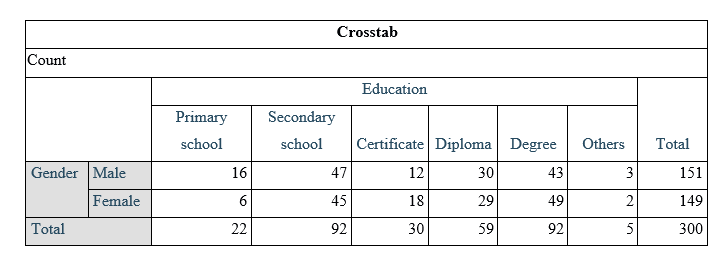 Crosstab
Count
Education
Primary school Secondary school Certificate Diploma Degree Others Total
Gender Male 16 47 12 30 43 3 151
Female 6 45 18 29 49 2 149
Total 22 92 30 59 92 5 300